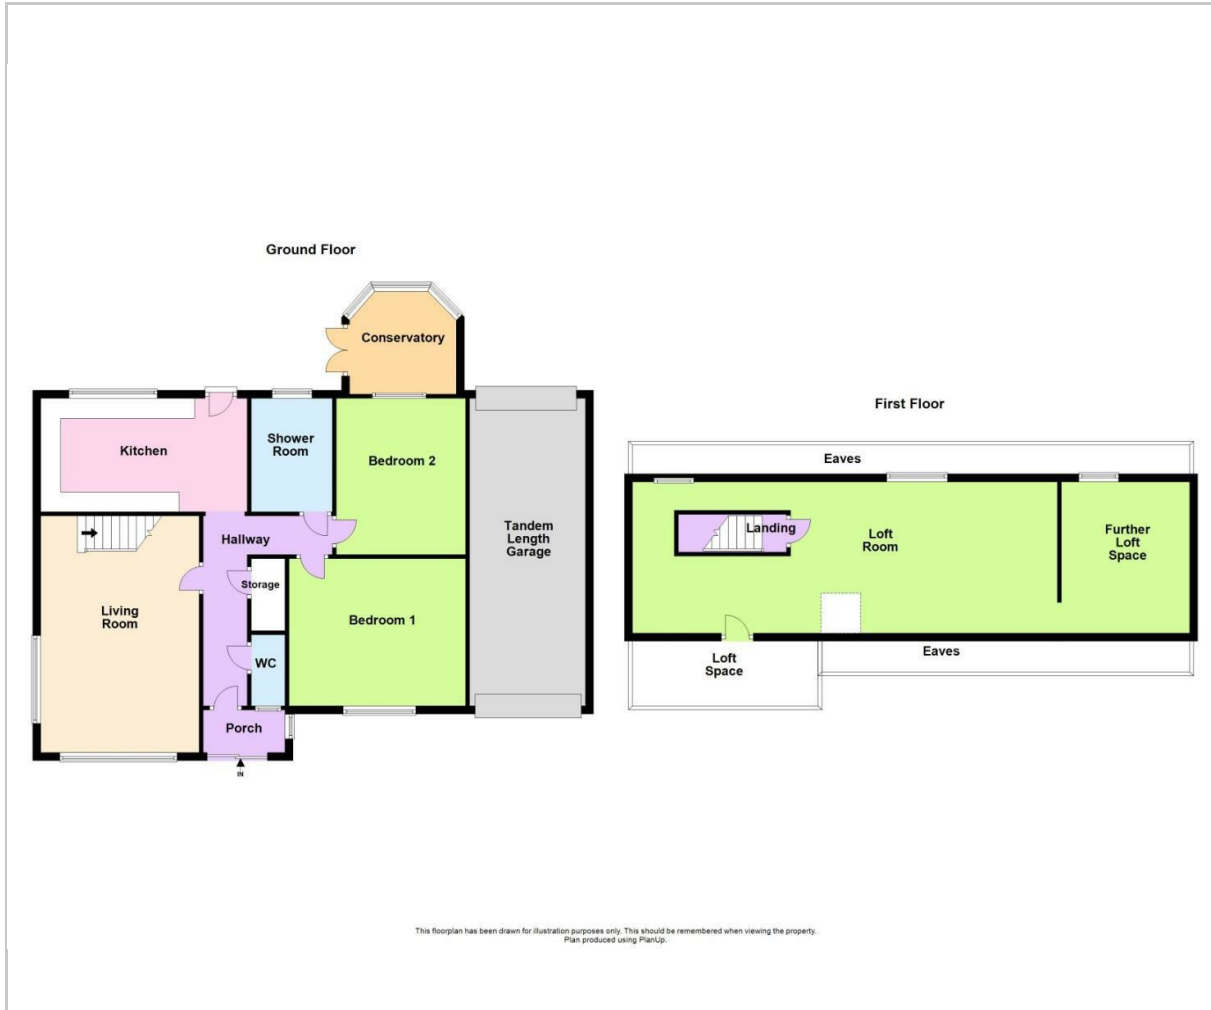 Ground Floor
Conservatory
Kitchen
Shower
Room
Bedroom 2
Hallway
Tandem
Length
Garage
Storage
Living
Room
Bedroom 1
WC
Porch
IN
First Floor
Eaves
Landing
Loft
Room
Further
Loft
Space
Loft
Space
Eaves
This floorplan has been drawn for illustration purposes only. This should be remembered when viewing the property.
Plan produced using PlanUp.